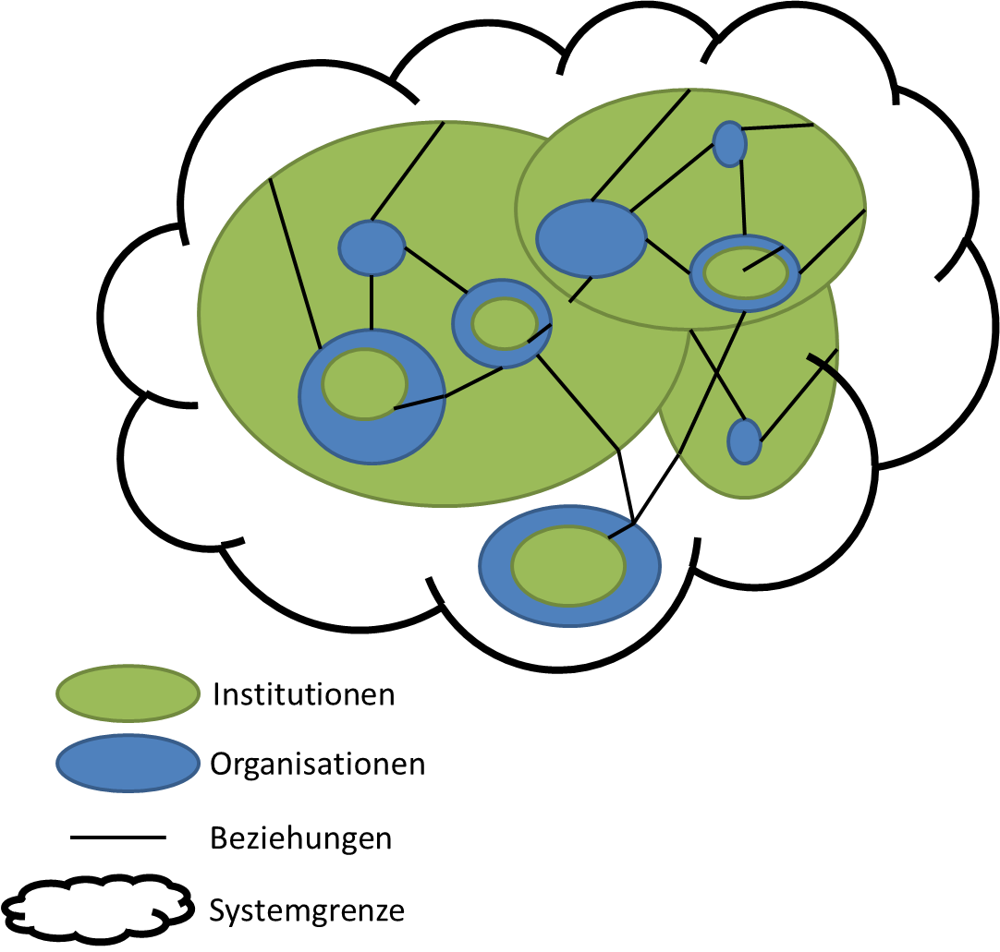 Institutionen
Organisationen
Beziehungen
Systemgrenze